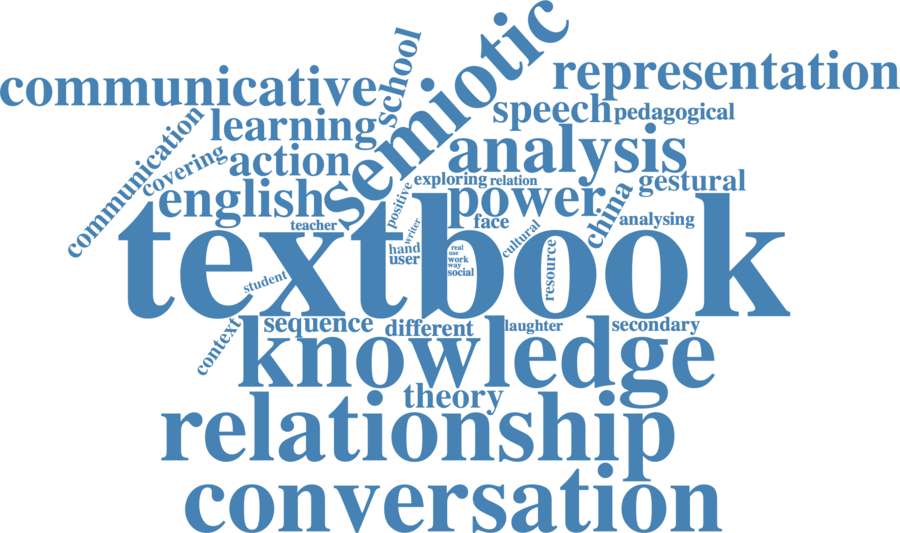 semiotic
school
communicative
representation
speech
pedagogical
learning
communication
covering
action
analysis
english
exploring
relation
power
gestural
positive
china
teacher
writer
face
analysing
cultural
textbook
hand
user
real
use
work
way
social
resource
student
sequence
different
laughter
secondary
context
knowledge
theory
relationship
conversation